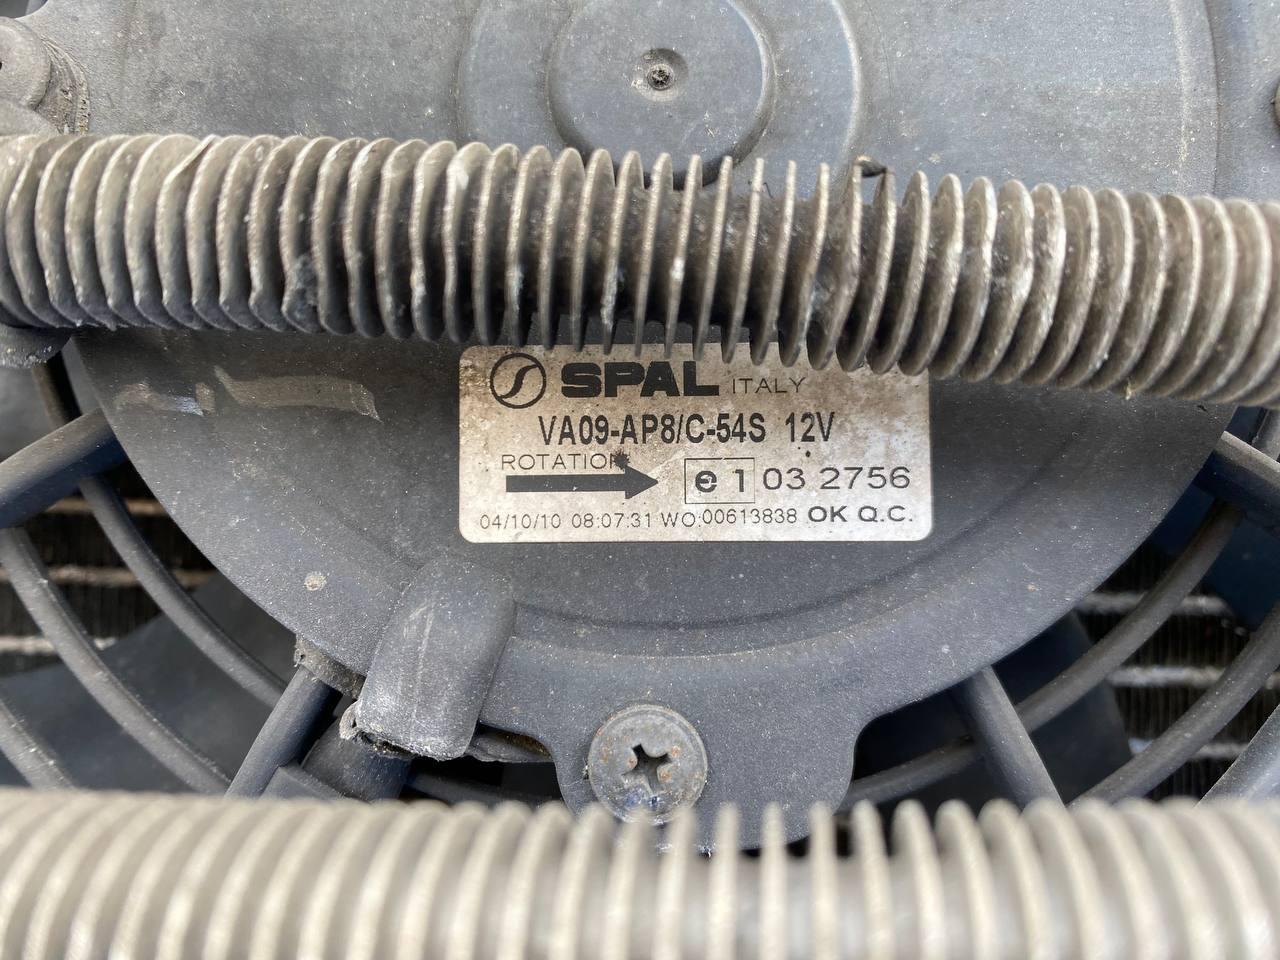 SPAL ITALY
VA09-AP8/C-54S 12V
ROTATION
e 1 03 2756
04/10/10 08:07:31 WO:00613838 OK Q.C.